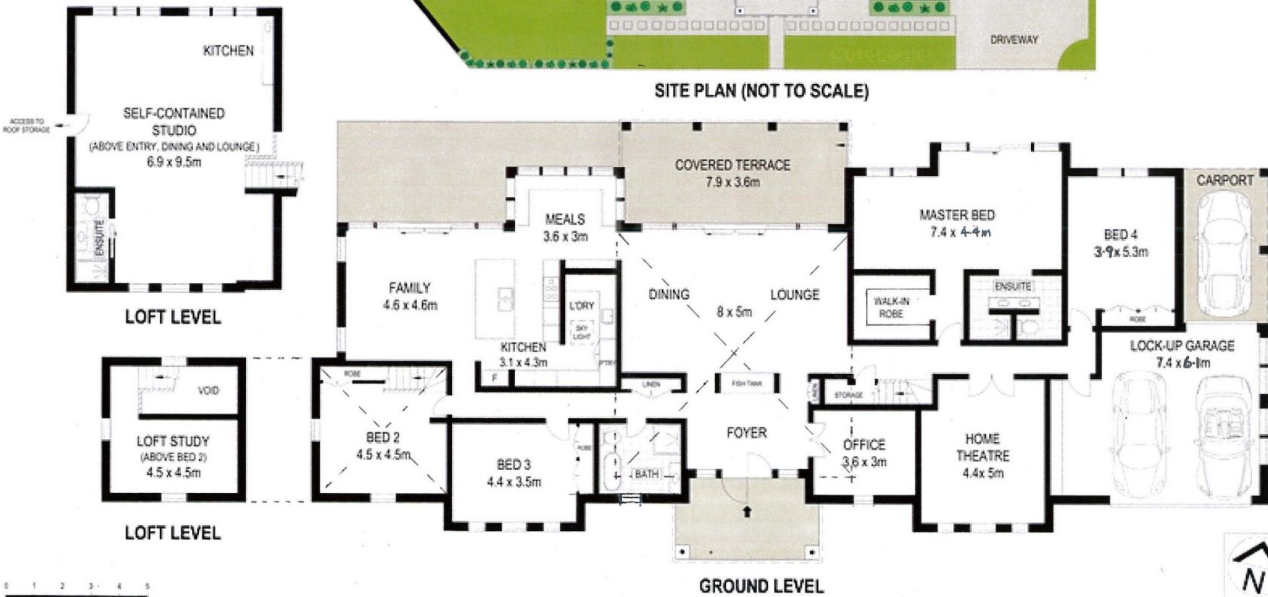 DRIVEWAY
SITE PLAN (NOT TO SCALE)
KITCHEN
SELF-CONTAINED
STUDIO
(ABOVE ENTRY, DINING AND LOUNGE)
6.9 x 9.5m
ACCESS TO
ROOF STORAGE
ENSUITE
LOFT LEVEL
COVERED TERRACE
7.9 x 3.6m
MEALS
3.6 x 3m
FAMILY
4.6 x 4.6m
KITCHEN
3.1 x 4.3m
L'DRY
SKY
LIGHT
P'TRY
F
DINING
LOUNGE
8 x 5m
MASTER BED
7.4 x 4.4m
WALK-IN
ROBE
ENSUITE
BED 4
3.9 x 5.3m
ROBE
CARPORT
LOCK-UP GARAGE
7.4 x 6.1m
VOID
LOFT STUDY
(ABOVE BED 2)
4.5 x 4.5m
LOFT LEVEL
ROBE
BED 2
4.5 x 4.5m
BED 3
4.4 x 3.5m
ROBE
LINEN
BATH
FISH TANK
FOYER
LINEN
STORAGE
OFFICE
3.6 x 3m
HOME
THEATRE
4.4x 5m
GROUND LEVEL
0 1 2 3 4 5
N